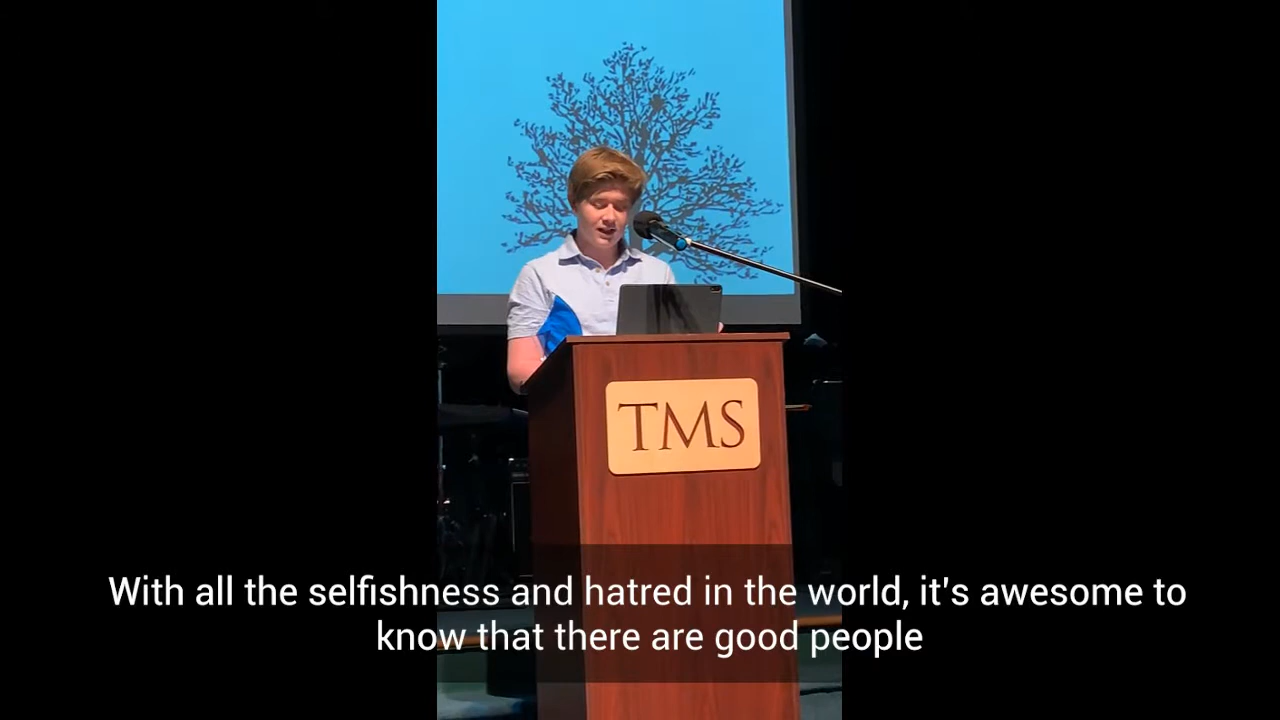 TMS
With all the selfishness and hatred in the world, it's awesome to
know that there are good people